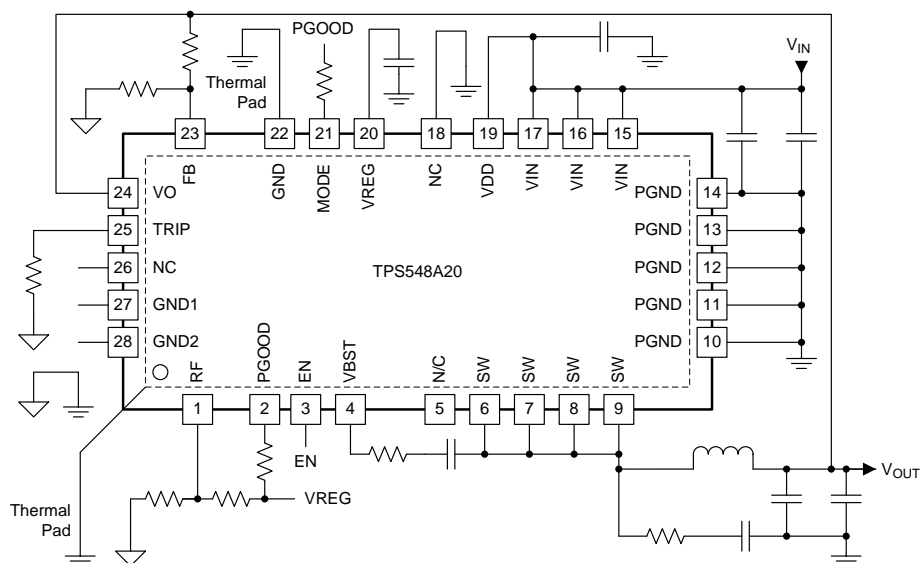 PGOOD
V_IN
Thermal
Pad
23 22 21 20 18 19 17 16 15
FB GND MODE VREG NC VDD VIN VIN VIN
24 VO PGND 14
25 TRIP PGND 13
26 NC TPS548A20 PGND 12
27 GND1 PGND 11
28 GND2 PGND 10
RF PGOOD EN VBST N/C SW SW SW SW
1 2 3 4 5 6 7 8 9
EN
VREG
V_OUT
Thermal
Pad